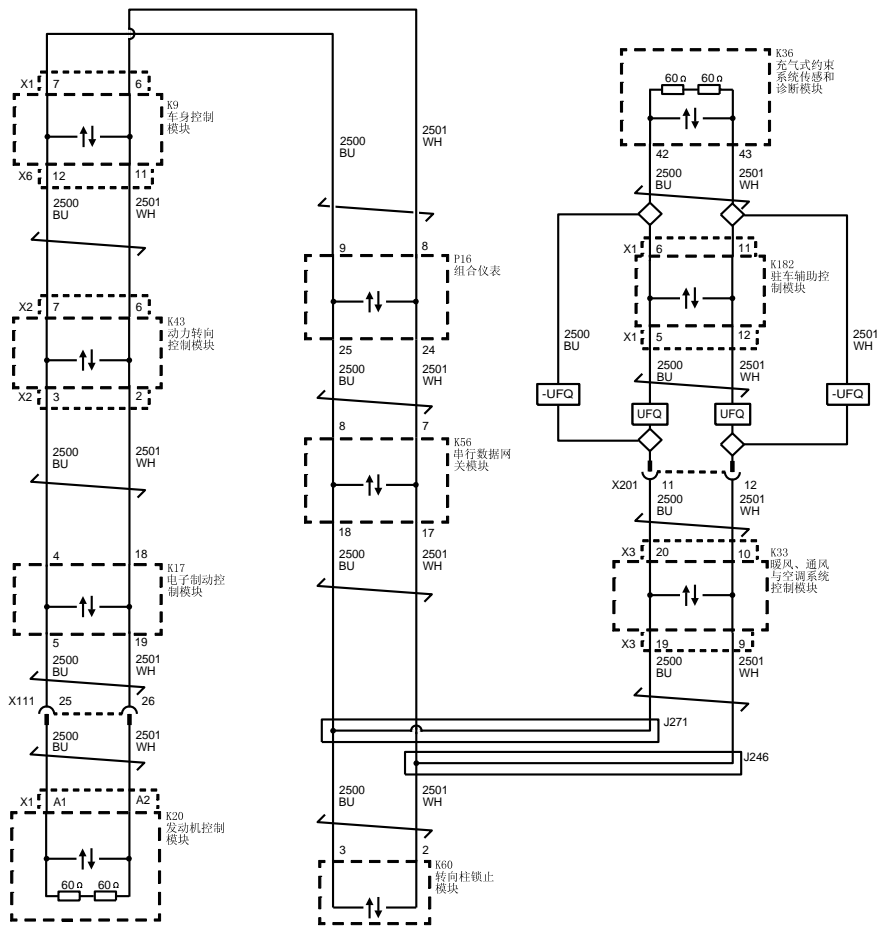 X1
7
6
K9
车身控制
模块
X6
12
11
2500
BU
2501
WH
X2
7
6
K43
动力转向
控制模块
X2
3
2
2500
BU
2501
WH
4
18
K17
电子制动控
制模块
5
19
2500
BU
2501
WH
X111
25
26
2500
BU
2501
WH
X1
A1
A2
K20
发动机控制
模块
60Ω
60Ω
2500
BU
2501
WH
9
8
P16
组合仪表
25
24
2500
BU
2501
WH
8
7
K56
串行数据网
关模块
18
17
2500
BU
2501
WH
J271
J246
2500
BU
2501
WH
3
2
K60
转向柱锁止
模块
K36
充气式约束
系统传感和
诊断模块
60Ω
60Ω
42
43
2500
BU
2501
WH
X1
6
11
K182
驻车辅助控
制模块
X1
5
12
2500
BU
2500
BU
2501
WH
2501
WH
-UFQ
UFQ
UFQ
-UFQ
X201
11
12
2500
BU
2501
WH
X3
20
10
K33
暖风、通风
与空调系统
控制模块
X3
19
9
2500
BU
2501
WH